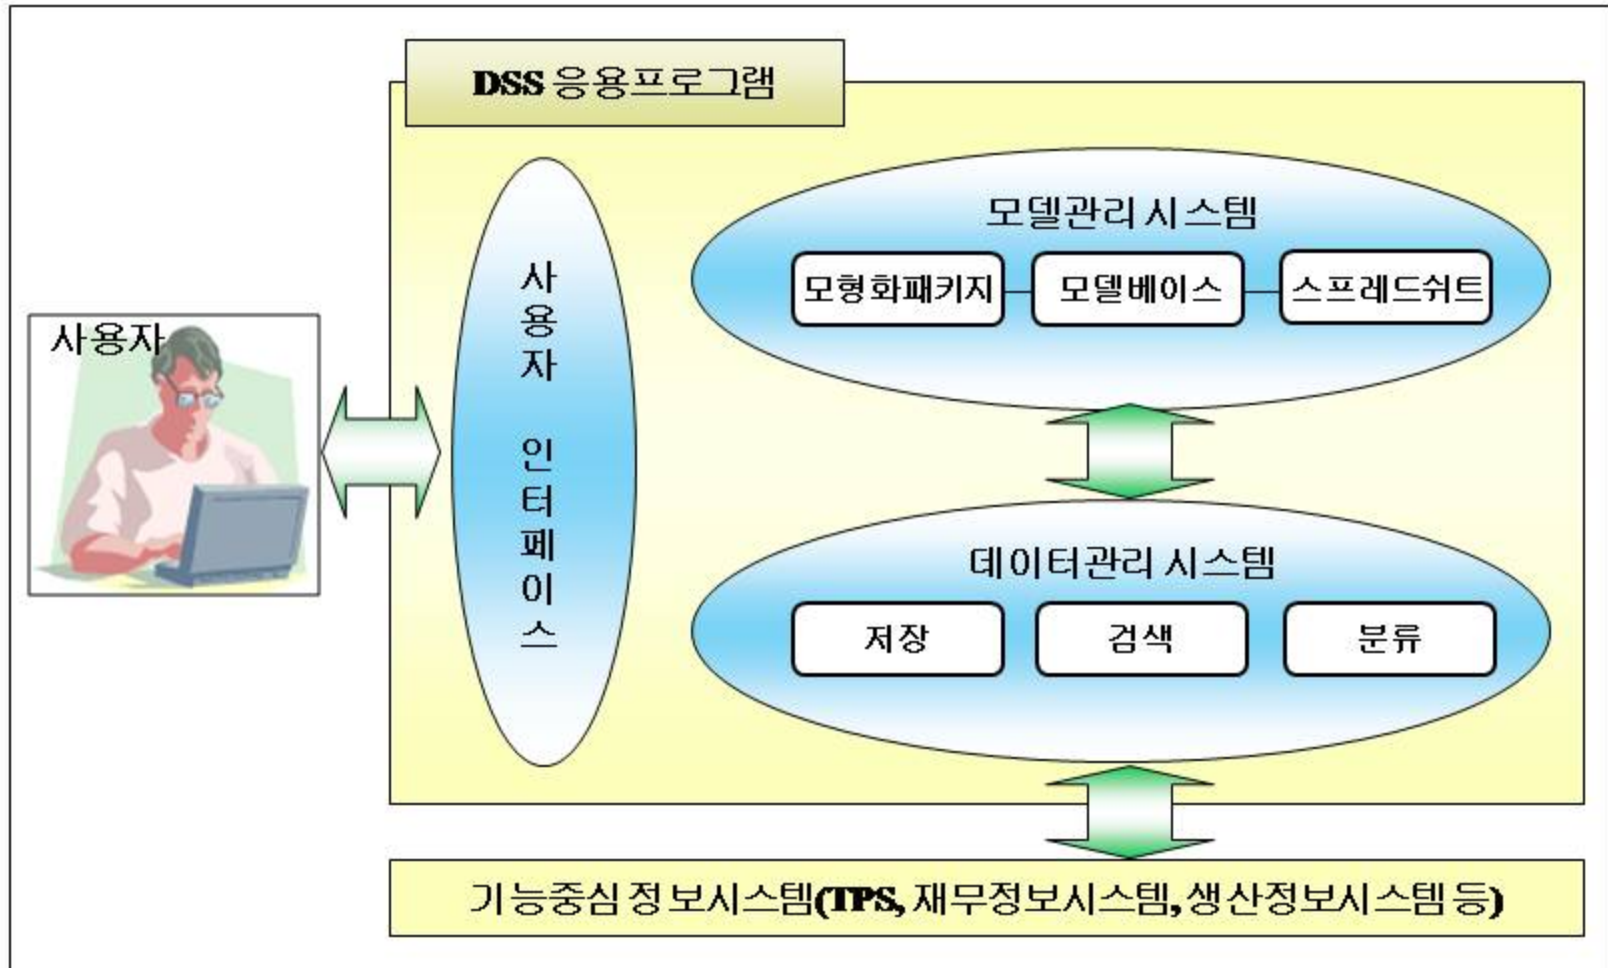 DSS 응용프로그램
사용자
사용자 인터페이스
모델관리 시스템
모형화패키지
모델베이스
스프레드쉬트
데이터관리 시스템
저장
검색
분류
기능중심 정보시스템(TPS, 재무정보시스템, 생산정보시스템 등)